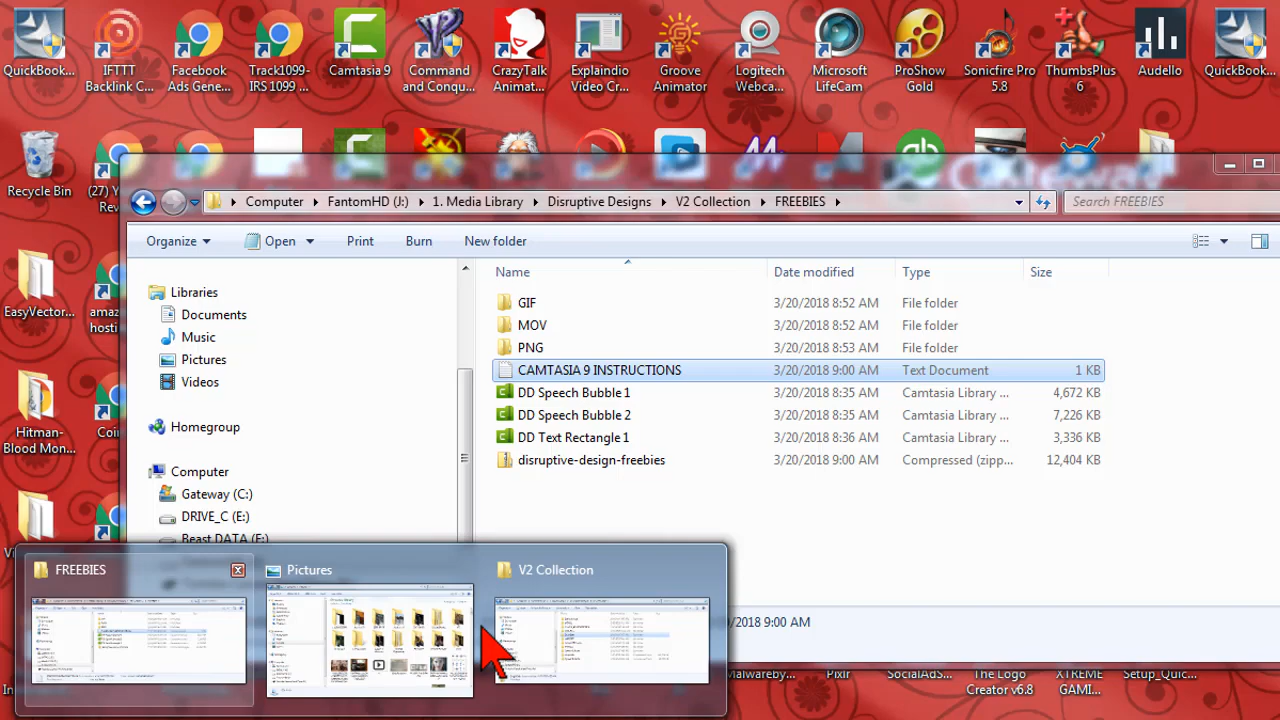 QuickBook...
IFTTT
Backlink C...
Facebook
Ads Gene...
Track1099-
IRS 1099 ...
Camtasia 9
Command
and Conqu...
CrazyTalk
Animat...
Explaindio
Video Cr...
Groove
Animator
Logitech
Webca...
Microsoft
LifeCam
ProShow
Gold
Sonicfire Pro
5.8
ThumbsPlus
6
Audello
QuickBook...
Recycle Bin
(27) Y
Rev
Computer
FantomHD (J:)
1. Media Library
Disruptive Designs
V2 Collection
FREEBIES
Search FREEBIES
Organize
Open
Print
Burn
New folder
Name
Date modified
Type
Size
EasyVector...
amaz
hosti
Libraries
Documents
Music
Pictures
Videos
Homegroup
Computer
Gateway (C:)
DRIVE_C (E:)
Beast DATA (F:)
GIF 3/20/2018 8:52 AM File folder
MOV 3/20/2018 8:52 AM File folder
PNG 3/20/2018 8:53 AM File folder
CAMTASIA 9 INSTRUCTIONS 3/20/2018 9:00 AM Text Document 1 KB
DD Speech Bubble 1 3/20/2018 8:35 AM Camtasia Library ... 4,672 KB
DD Speech Bubble 2 3/20/2018 8:35 AM Camtasia Library ... 7,226 KB
DD Text Rectangle 1 3/20/2018 8:36 AM Camtasia Library ... 3,336 KB
disruptive-design-freebies 3/20/2018 9:00 AM Compressed (zipp... 12,404 KB
Hitman-
Blood Mon...
Coi
FREEBIES
Pictures
V2 Collection
3/20/2018 9:00 AM
Malwareby...
Pixlr
SocialAdS...
The Logo
Creator v6.8
XTREME
GAMI...
Setup_Quic...